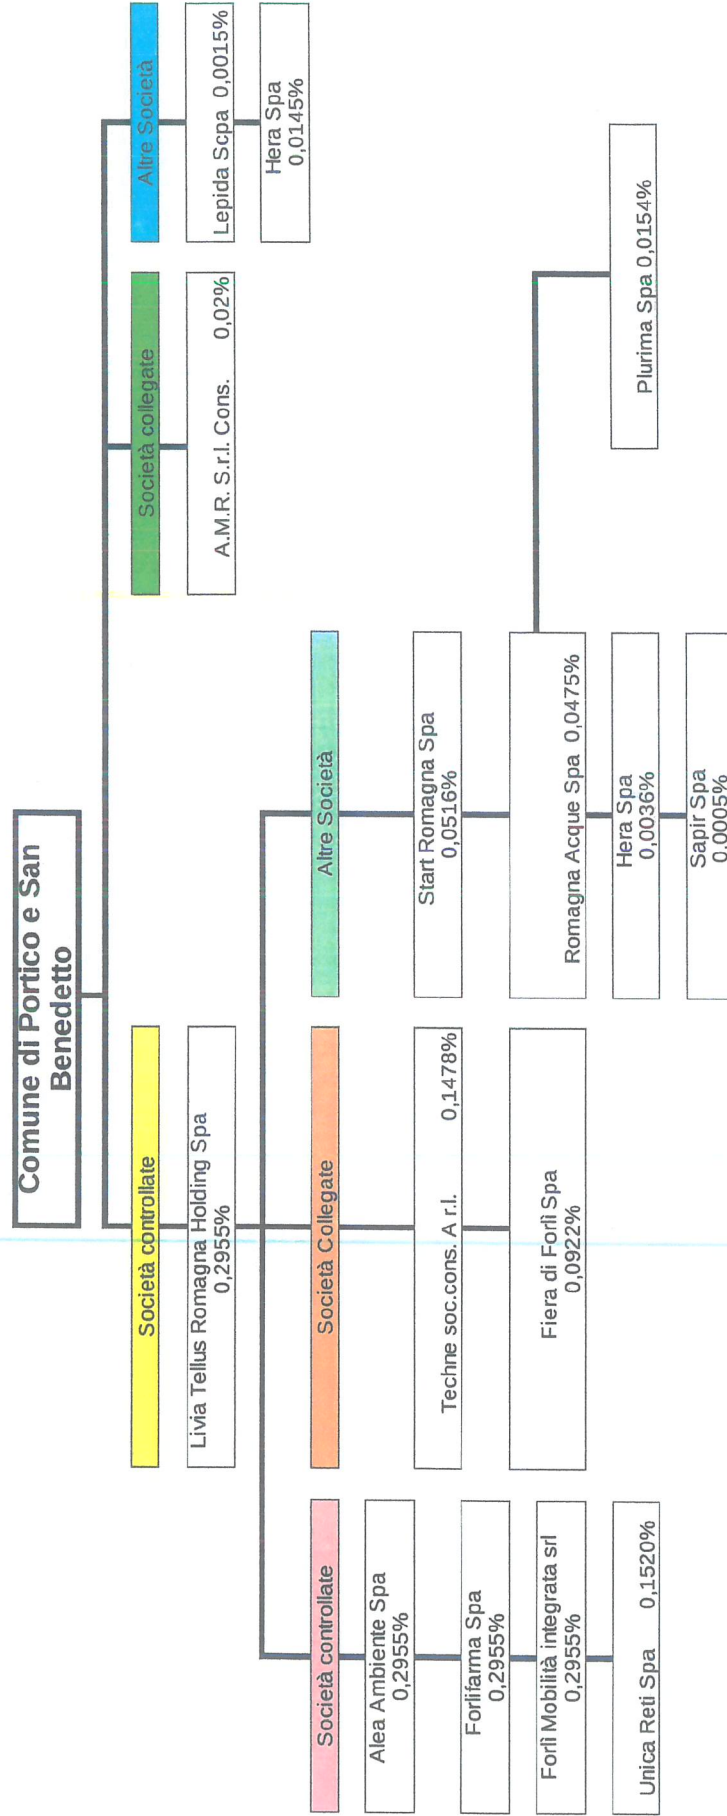 Comune di Portico e San
Benedetto
Società controllate
Società collegate
Altre Società
Livia Tellus Romagna Holding Spa
0,2955%
A.M.R. S.r.l. Cons. 0,02%
Lepida Scpa 0,0015%
Hera Spa
0,0145%
Società controllate
Società Collegate
Altre Società
Alea Ambiente Spa
0,2955%
Forlifarma Spa
0,2955%
Forlì Mobilità integrata srl
0,2955%
Unica Reti Spa 0,1520%
Techne soc.cons. A r.l. 0,1478%
Fiera di Forlì Spa
0,0922%
Start Romagna Spa
0,0516%
Romagna Acque Spa 0,0475%
Hera Spa
0,0036%
Sapir Spa
0,0005%
Plurima Spa 0,0154%